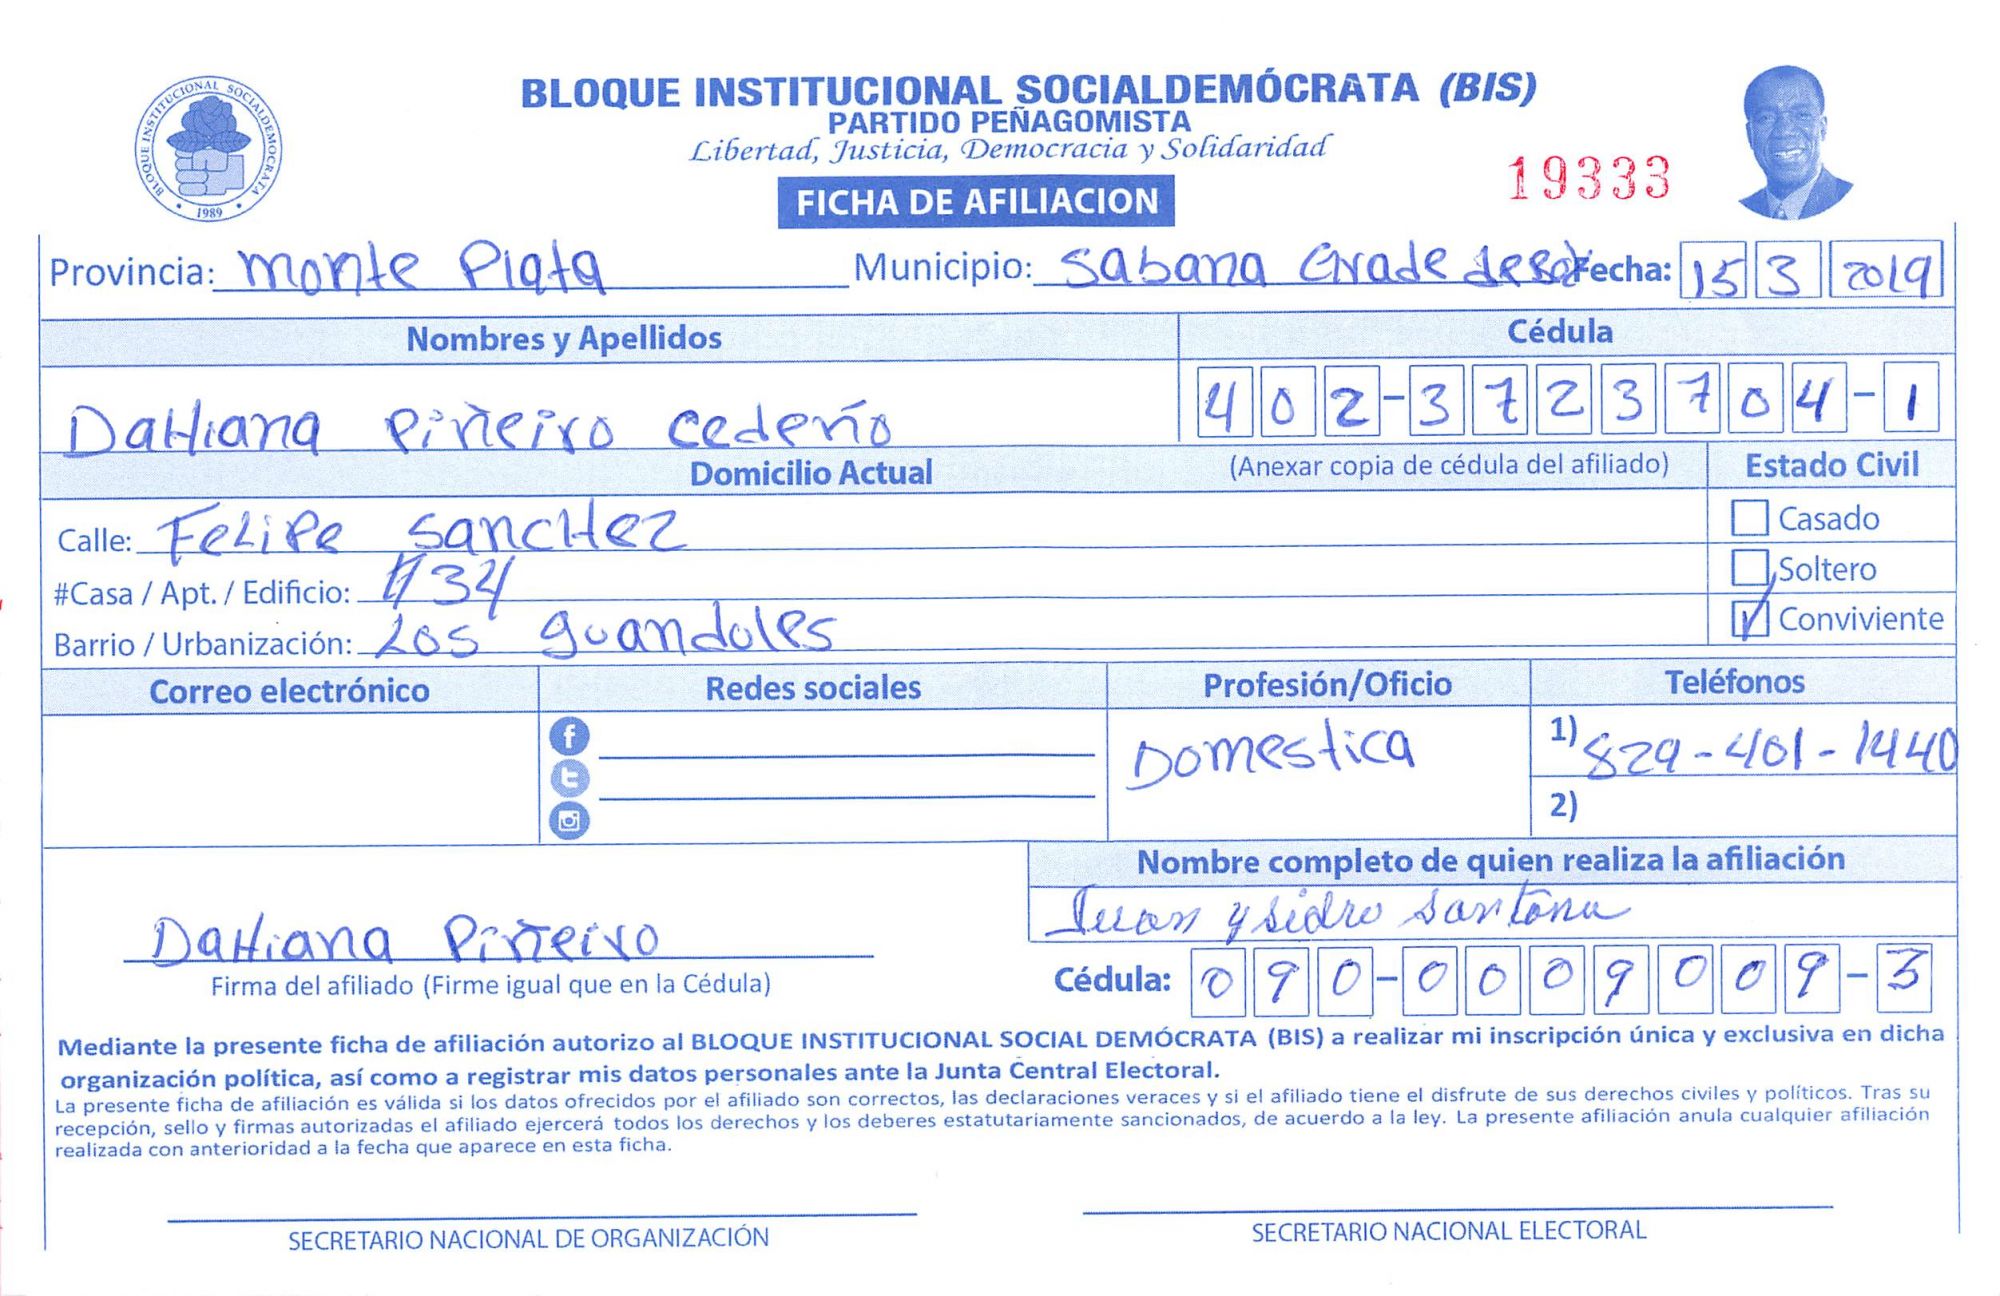 BLOQUE INSTITUCIONAL SOCIALDEMÓCRATA (BIS)
PARTIDO PEÑAGOMISTA
Libertad, Justicia, Democracia y Solidaridad
BLOQUE INSTITUCIONAL SOCIALDEMOCRATA
1989
19333
FICHA DE AFILIACION
Provincia: Monte Plata Municipio: Sabana Grade de Bo Fecha: 15 3 2019
Nombres y Apellidos Cédula
Dahiana Piñeiro Cedeño 402-3723704-1
Domicilio Actual (Anexar copia de cédula del afiliado) Estado Civil
Calle: Felipe Sanchez Casado
#Casa / Apt. / Edificio: #34 Soltero
Barrio / Urbanización: Los guandules Conviviente
Correo electrónico Redes sociales Profesión/Oficio Teléfonos
Domestica 1) 829-401-1440
2)
Nombre completo de quien realiza la afiliación
Juan Ysidro Santana
Dahiana Piñeiro
Firma del afiliado (Firme igual que en la Cédula) Cédula: 090-0009009-3
Mediante la presente ficha de afiliación autorizo al BLOQUE INSTITUCIONAL SOCIAL DEMÓCRATA (BIS) a realizar mi inscripción única y exclusiva en dicha
organización política, así como a registrar mis datos personales ante la Junta Central Electoral.
La presente ficha de afiliación es válida si los datos ofrecidos por el afiliado son correctos, las declaraciones veraces y si el afiliado tiene el disfrute de sus derechos civiles y políticos. Tras su
recepción, sello y firmas autorizadas el afiliado ejercerá todos los derechos y los deberes estatutariamente sancionados, de acuerdo a la ley. La presente afiliación anula cualquier afiliación
realizada con anterioridad a la fecha que aparece en esta ficha.
SECRETARIO NACIONAL DE ORGANIZACIÓN SECRETARIO NACIONAL ELECTORAL